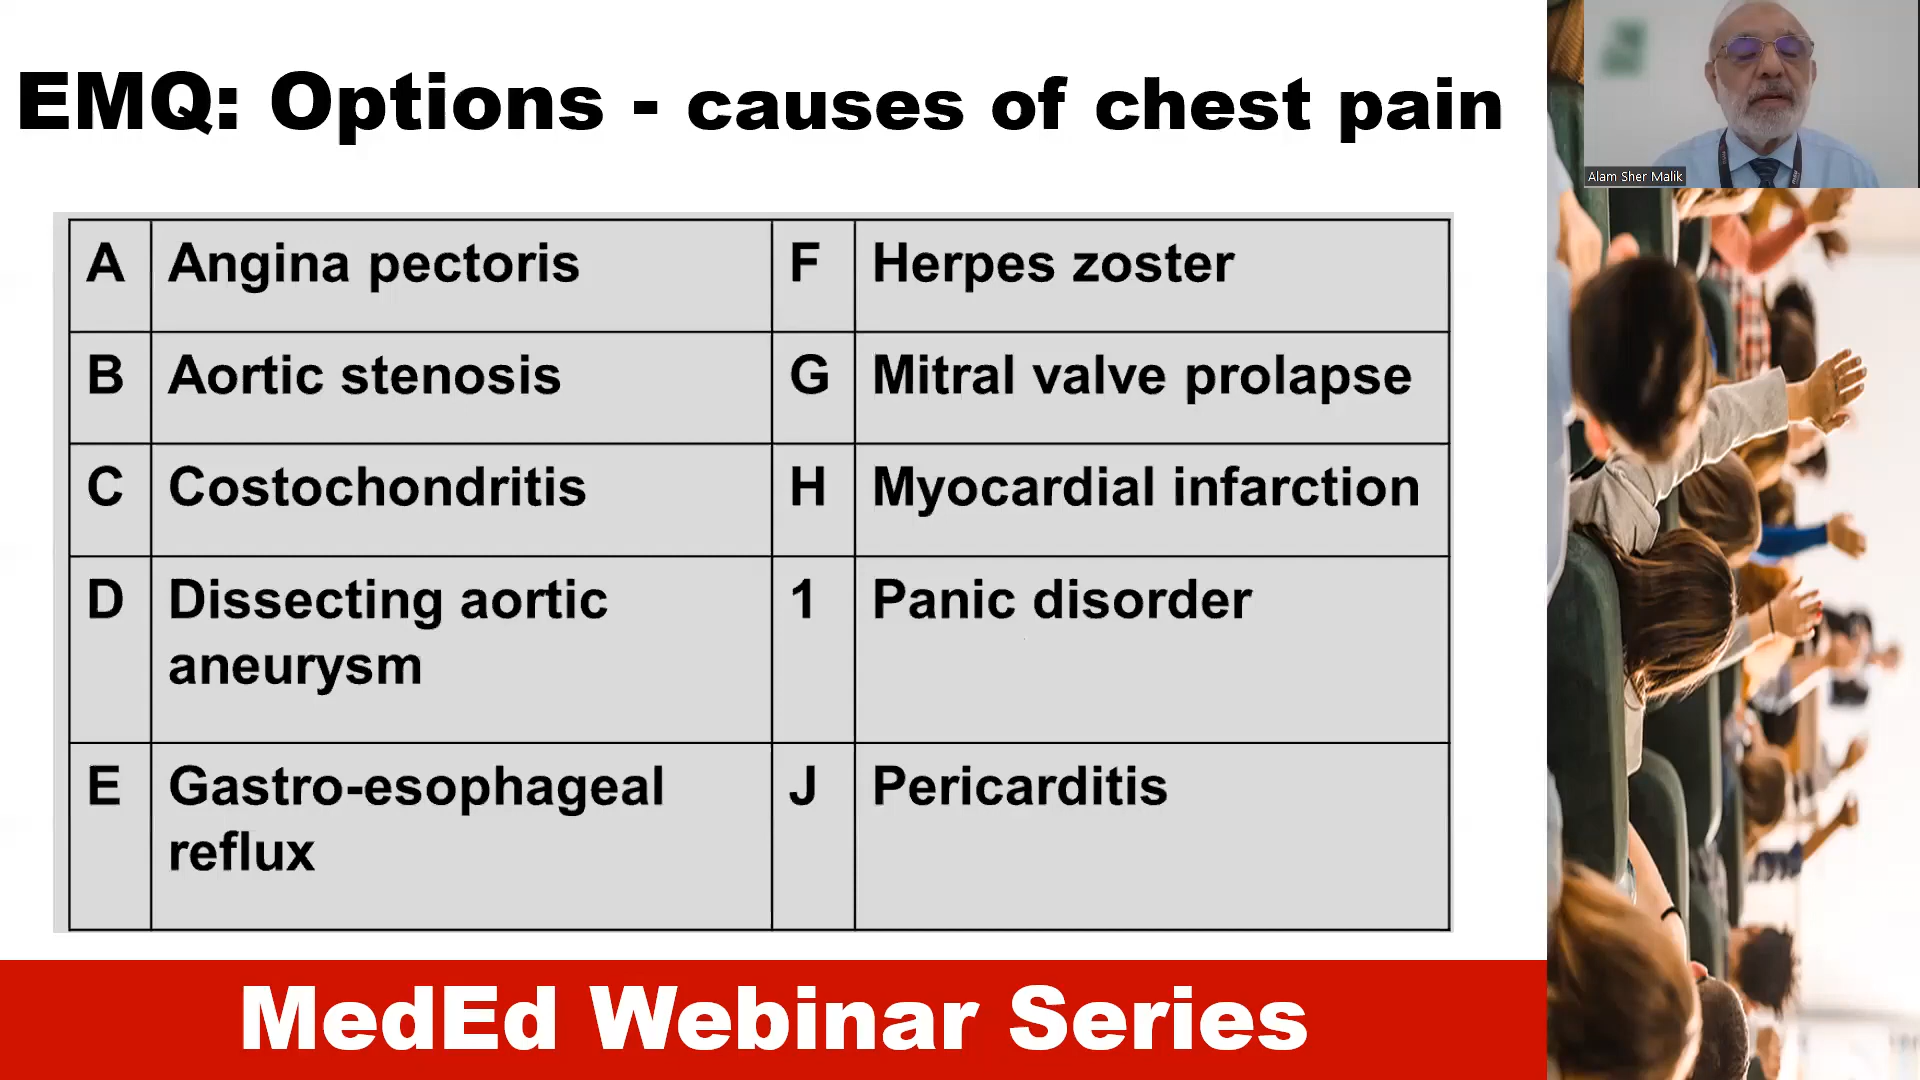 EMQ: Options - causes of chest pain
Alam Sher Malik
A Angina pectoris F Herpes zoster
B Aortic stenosis G Mitral valve prolapse
C Costochondritis H Myocardial infarction
D Dissecting aortic 1 Panic disorder
aneurysm
E Gastro-esophageal J Pericarditis
reflux
MedEd Webinar Series